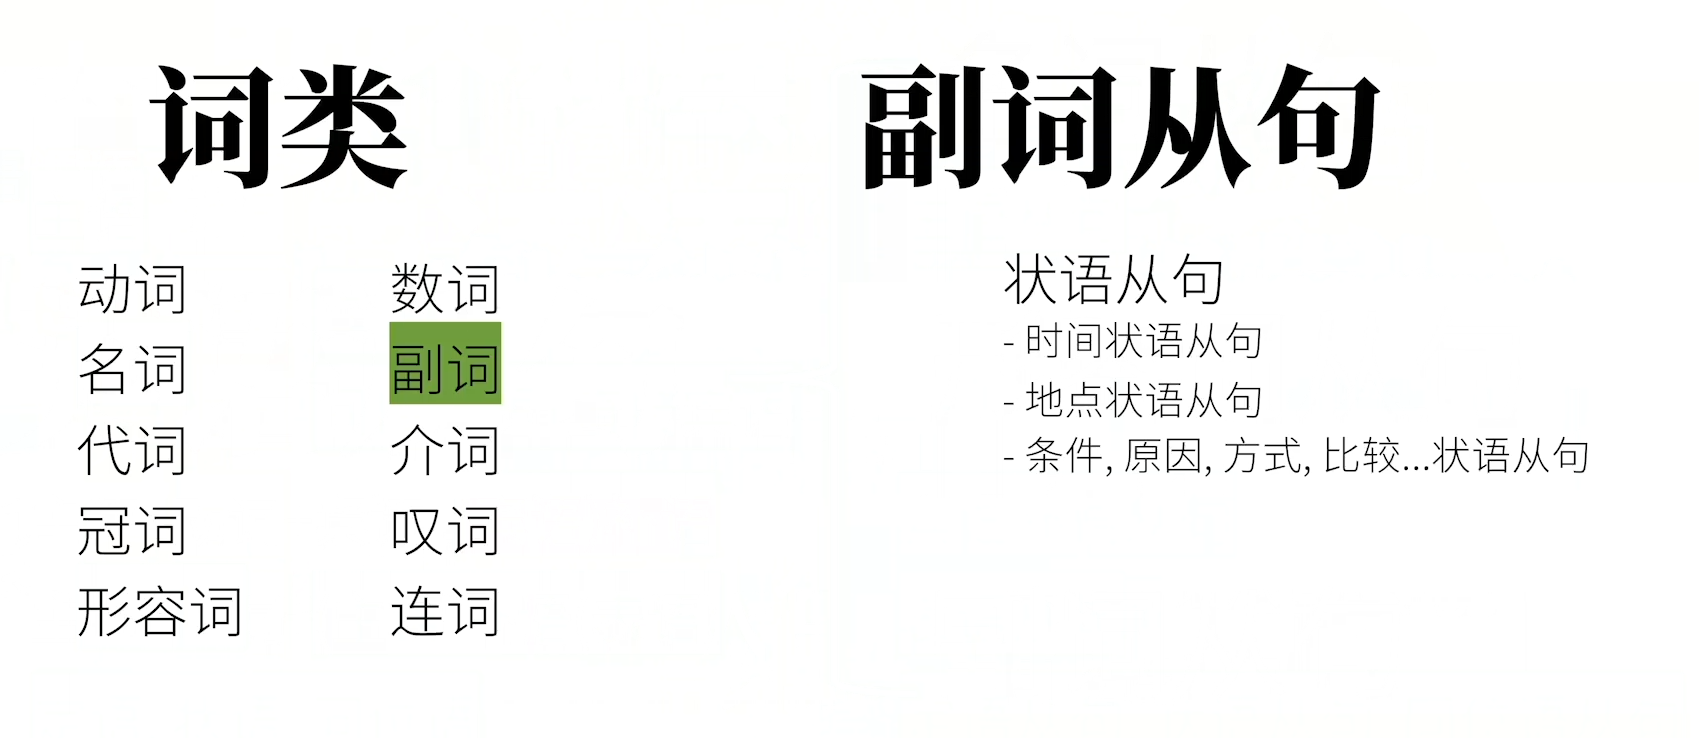 词类
动词
名词
代词
冠词
形容词
数词
副词
介词
叹词
连词
副词从句
状语从句
- 时间状语从句
- 地点状语从句
- 条件, 原因, 方式, 比较...状语从句